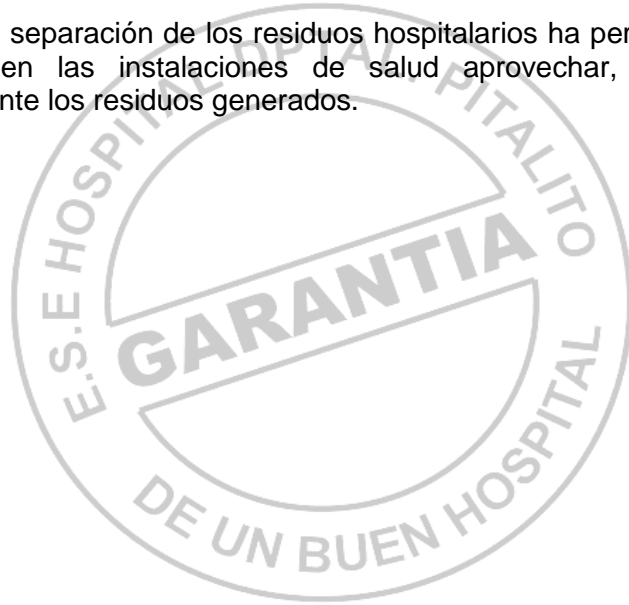 separación de los residuos hospitalarios ha per
en las instalaciones de salud aprovechar,
nte los residuos generados.
E.S.E HOSPITAL DPTAL. PITALITO
GARANTIA
DE UN BUEN HOSPITAL